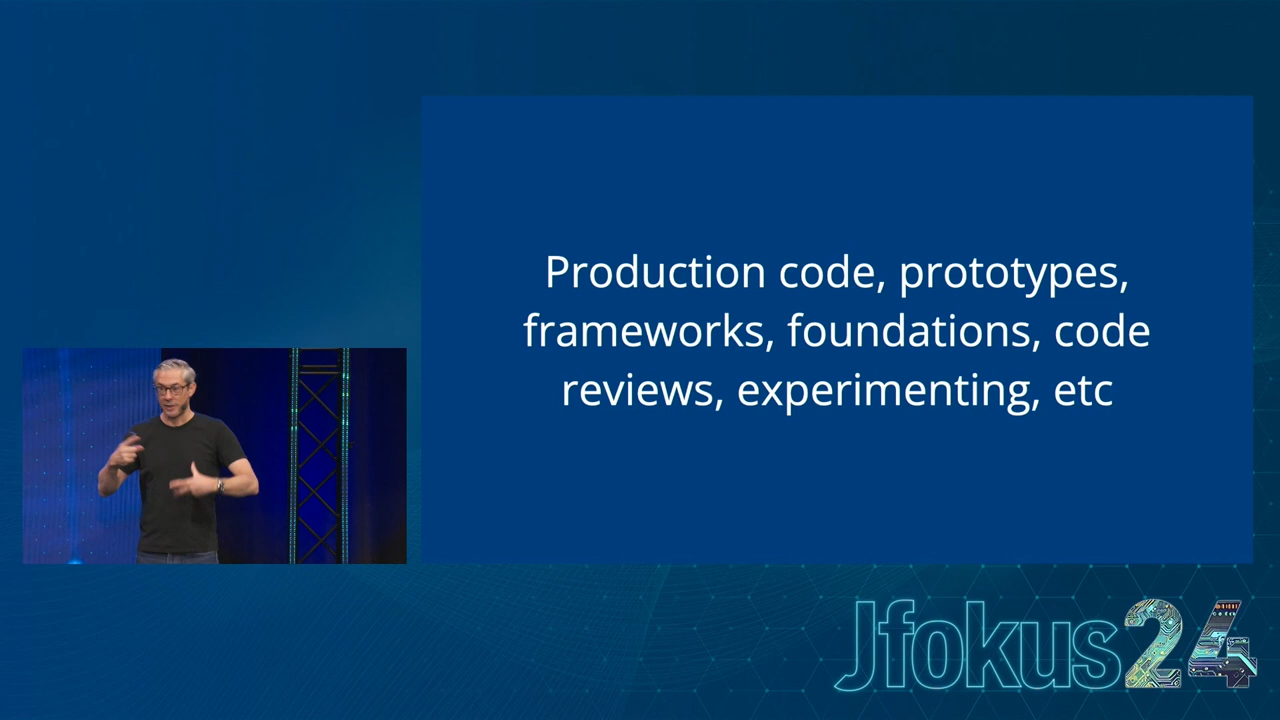 Production code, prototypes,
frameworks, foundations, code
reviews, experimenting, etc
Jfokus24